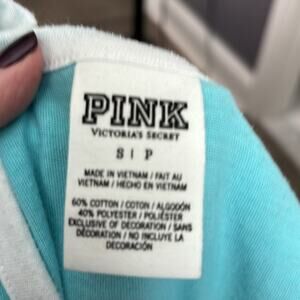 PINK
VICTORIA'S SECRET
S | P
MADE IN VIETNAM / FAIT AU
VIETNAM / HECHO EN VIETNAM
60% COTTON / COTON / ALGODÓN
40% POLYESTER / POLIÉSTER
EXCLUSIVE OF DECORATION / SANS
DÉCORATION / NO INCLUYE LA
DECORACIÓN